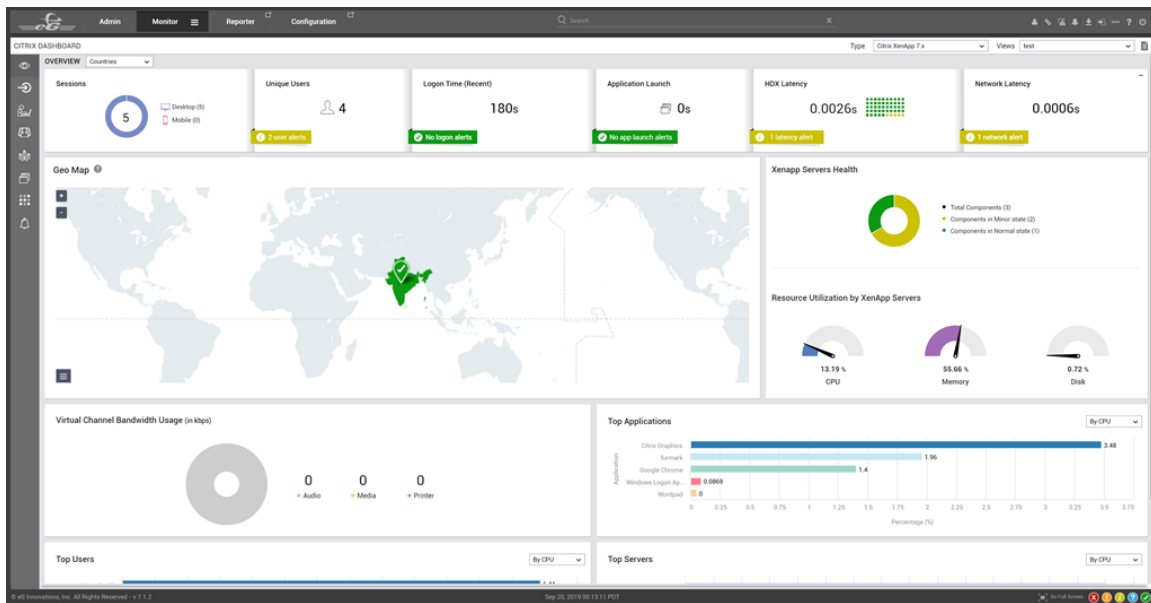 eG
Admin
Monitor
Reporter
Configuration
Search
X
CITRIX DASHBOARD
Type
Citrix XenApp 7.x
Views
test
OVERVIEW
Countries
Sessions
5
Desktop (5)
Mobile (0)
Unique Users
4
2 user alerts
Logon Time (Recent)
180s
No logon alerts
Application Launch
0s
No app launch alerts
HDX Latency
0.0026s
1 latency alert
Network Latency
0.0006s
1 network alert
Geo Map
+
-
Xenapp Servers Health
Total Components (3)
Components in Minor state (2)
Components in Normal state (1)
Resource Utilization by XenApp Servers
13.19 %
CPU
55.66 %
Memory
0.72 %
Disk
Virtual Channel Bandwidth Usage (in kbps)
0
Audio
0
Media
0
Printer
Top Applications
By CPU
Application
Citrix Graphics
3.48
furmark
1.96
Google Chrome
1.4
Windows Logon Ap...
0.0869
Wordpad
0
0 0.25 0.5 0.75 1 1.25 1.5 1.75 2 2.25 2.5 2.75 3 3.25 3.5 3.75
Percentage (%)
Top Users
By CPU
Top Servers
By CPU
© eG Innovations, Inc. All Rights Reserved - v 7.1.2
Sep 20, 2019 00:13:11 PDT
Go Full Screen